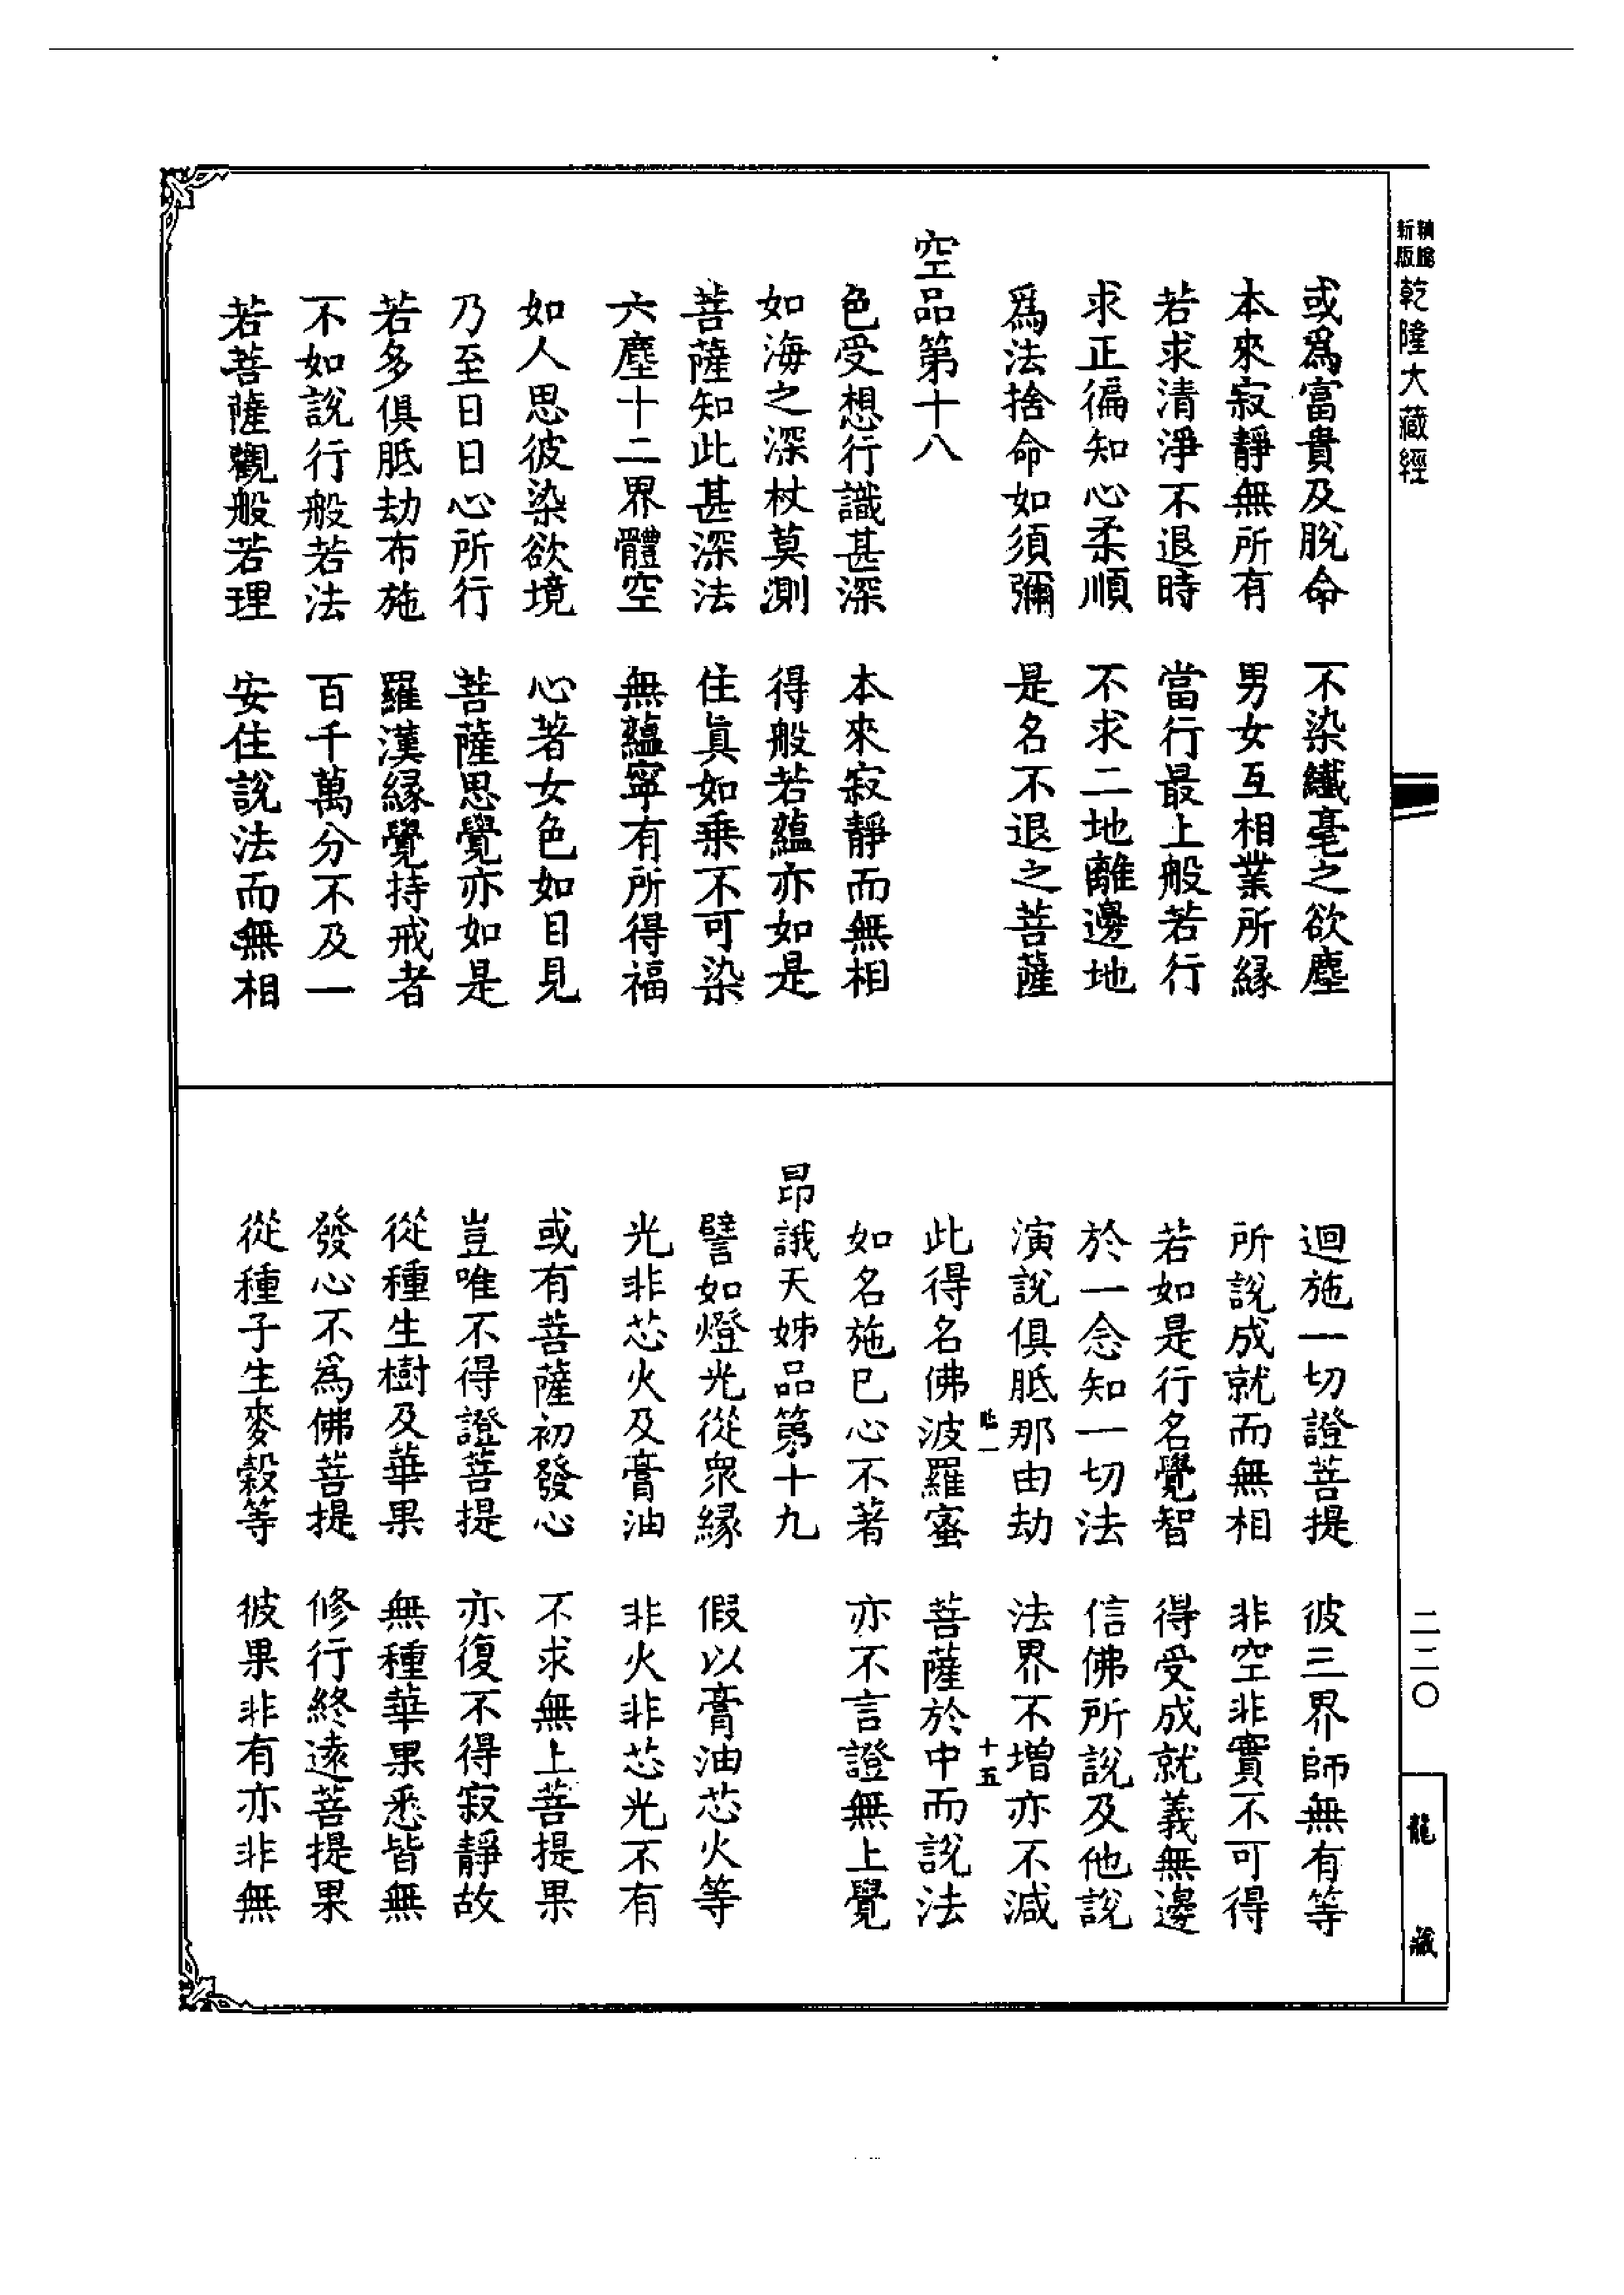 新版
精縮
乾隆大藏經
或爲富貴及脫命　不染纖毫之欲塵
本來寂靜無所有　男女互相業所緣
若求清淨不退時　當行最上般若行
求正徧知心柔順　不求二地離邊地
爲法捨命如須彌　是名不退之菩薩
空品第十八
色受想行識甚深　本來寂靜而無相
如海之深杖莫測　得般若蘊亦如是
菩薩知此甚深法　住眞如乗不可染
六塵十二界體空　無蘊寧有所得福
如人思彼染欲境　心著女色如目見
乃至日日心所行　菩薩思覺亦如是
若多俱胝劫布施　羅漢緣覺持戒者
不如說行般若法　百千萬分不及一
若菩薩觀般若理　安住說法而無相
迴施一切證菩提　彼三界師無有等
所說成就而無相　非空非實不可得
若如是行名覺智　得受成就義無邊
於一念知一切法　信佛所說及他說
演說俱胝那由劫　法界不增亦不減
十五
此得名佛波羅蜜　菩薩於中而說法
如名施已心不著　亦不言證無上覺
昂誐天姊品第十九
譬如燈光從衆緣　假以膏油芯火等
光非芯火及膏油　非火非芯光不有
或有菩薩初發心　不求無上菩提果
豈唯不得證菩提　亦復不得寂靜故
從種生樹及華果　無種華果悉皆無
發心不爲佛菩提　修行終遠菩提果
從種子生麥穀等　彼果非有亦非無
二二〇
龍藏